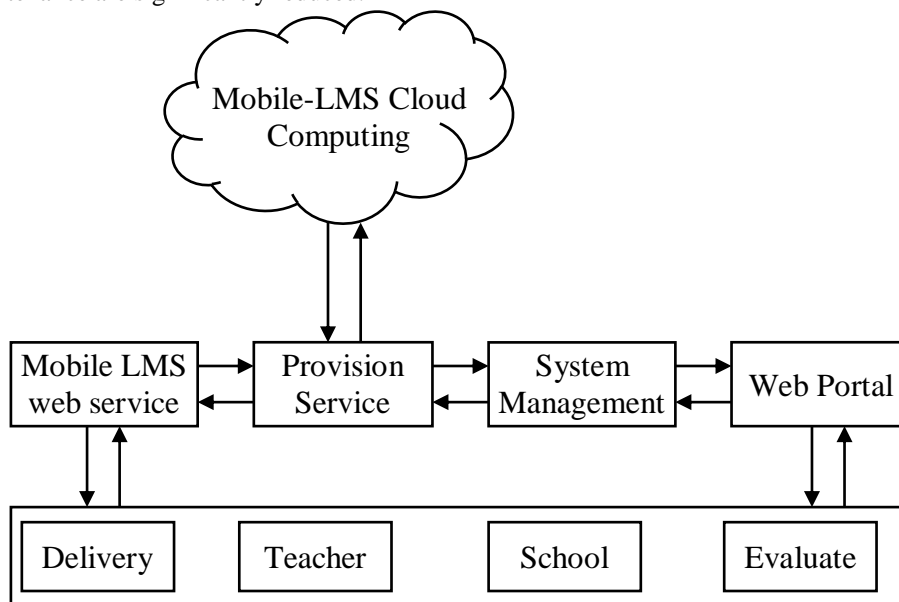 Mobile-LMS Cloud
Computing
Mobile LMS
web service
Provision
Service
System
Management
Web Portal
Delivery
Teacher
School
Evaluate